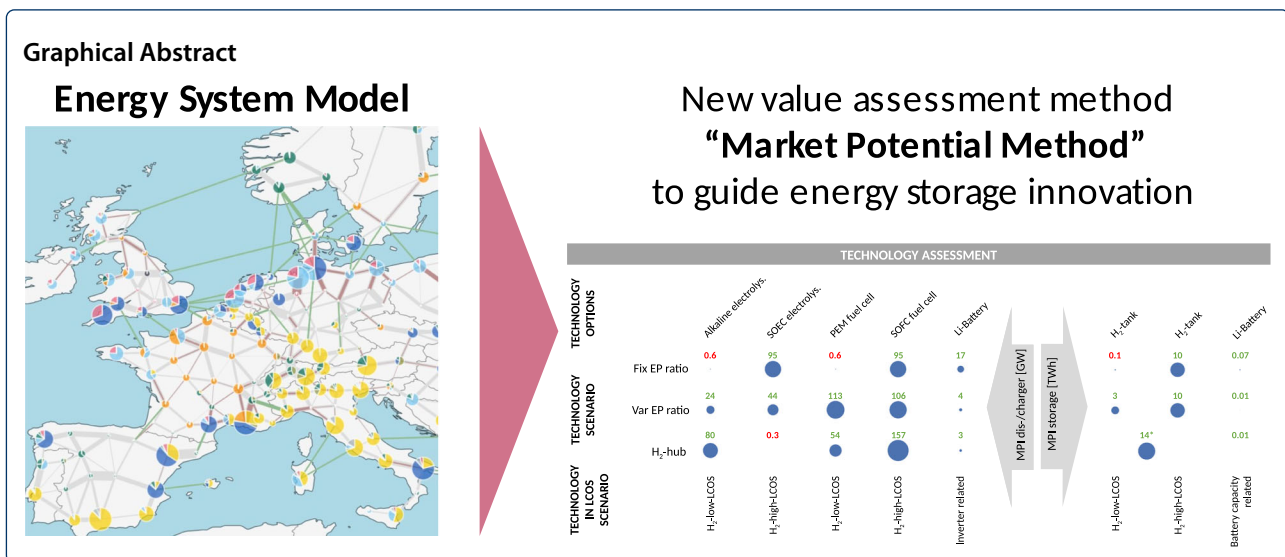 Graphical Abstract
Energy System Model
New value assessment method
“Market Potential Method”
to guide energy storage innovation
TECHNOLOGY ASSESSMENT
TECHNOLOGY
OPTIONS
Alkaline electrolys.
SOEC electrolys.
PEM fuel cell
SOFC fuel cell
Li-Battery
H₂-tank
H₂-tank
Li-Battery
TECHNOLOGY
SCENARIO
Fix EP ratio
0.6 95 0.6 95 17 0.1 10 0.07
Var EP ratio
24 44 113 106 4 3 10 0.01
H₂-hub
80 0.3 54 157 3 14* 0.01
MPI dis-/charger [GW]
MPI storage [TWh]
TECHNOLOGY
IN LCOS
SCENARIO
H₂-low-LCOS
H₂-high-LCOS
H₂-low-LCOS
H₂-high-LCOS
Inverter related
H₂-low-LCOS
H₂-high-LCOS
Battery capacity
related